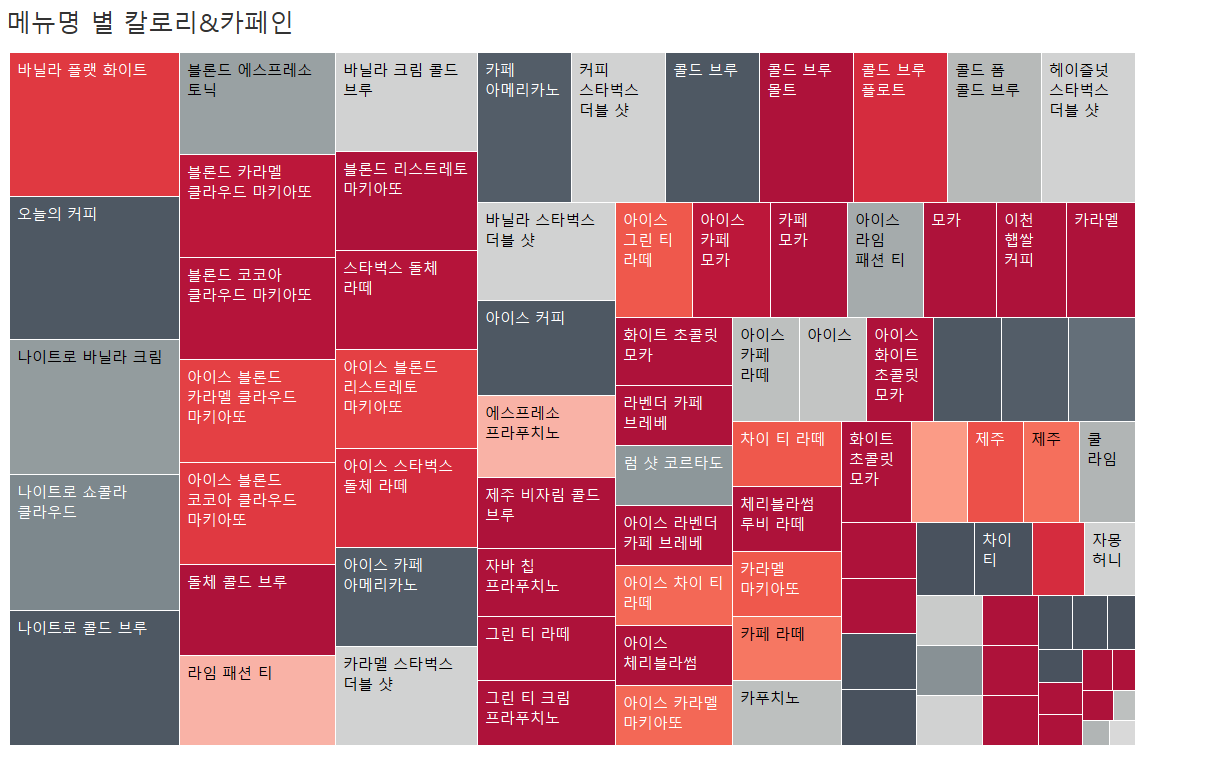 메뉴명 별 칼로리&카페인
바닐라 플랫 화이트
오늘의 커피
나이트로 바닐라 크림
나이트로 쇼콜라
클라우드
나이트로 콜드 브루
블론드 에스프레소
토닉
블론드 카라멜
클라우드 마키아또
블론드 코코아
클라우드 마키아또
아이스 블론드
카라멜 클라우드
마키아또
아이스 블론드
코코아 클라우드
마키아또
돌체 콜드 브루
라임 패션 티
바닐라 크림 콜드
브루
블론드 리스트레토
마키아또
스타벅스 돌체
라떼
아이스 블론드
리스트레토
마키아또
아이스 스타벅스
돌체 라떼
아이스 카페
아메리카노
카라멜 스타벅스
더블 샷
카페
아메리카노
커피
스타벅스
더블 샷
콜드 브루
콜드 브루
몰트
콜드 브루
플로트
콜드 폼
콜드 브루
헤이즐넛
스타벅스
더블 샷
바닐라 스타벅스
더블 샷
아이스 커피
에스프레소
프라푸치노
제주 비자림 콜드
브루
자바 칩
프라푸치노
그린 티 라떼
그린 티 크림
프라푸치노
아이스
그린 티
라떼
아이스
카페
모카
카페
모카
아이스
라임
패션 티
모카
이천
햅쌀
커피
카라멜
화이트 초콜릿
모카
라벤더 카페
브레베
럼 샷 코르타도
아이스 라벤더
카페 브레베
아이스 차이 티
라떼
아이스
체리블라썸
아이스 카라멜
마키아또
아이스
카페
라떼
아이스
아이스
화이트
초콜릿
모카
차이 티 라떼
체리블라썸
루비 라떼
카라멜
마키아또
카페 라떼
카푸치노
화이트
초콜릿
모카
제주
제주
쿨
라임
차이
티
자몽
허니